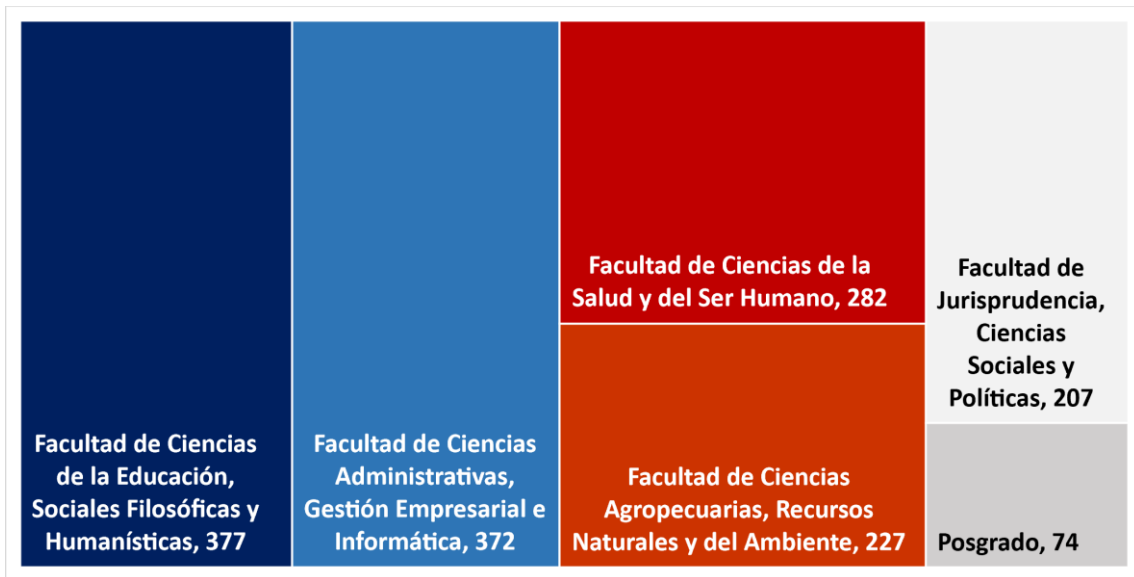 Facultad de Ciencias
de la Educación,
Sociales Filosóficas y
Humanísticas, 377
Facultad de Ciencias
Administrativas,
Gestión Empresarial e
Informática, 372
Facultad de Ciencias de la
Salud y del Ser Humano, 282
Facultad de Ciencias
Agropecuarias, Recursos
Naturales y del Ambiente, 227
Facultad de
Jurisprudencia,
Ciencias
Sociales y
Políticas, 207
Posgrado, 74